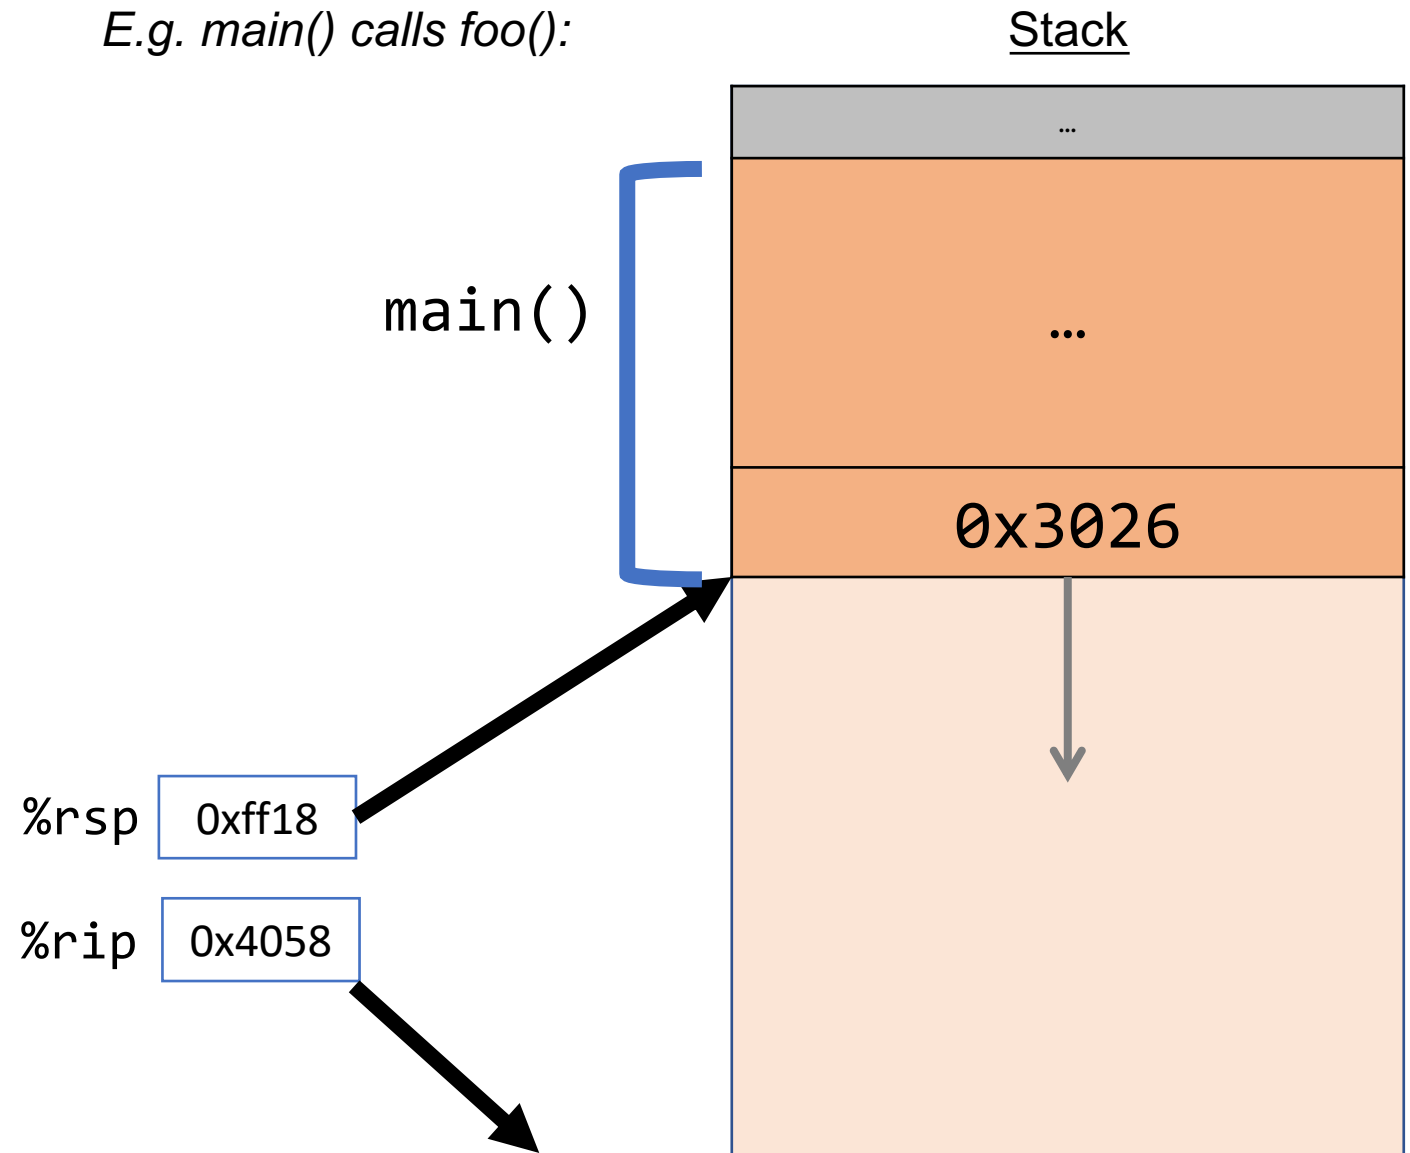 E.g. main() calls foo():
Stack
…
main()
…
0x3026
%rsp
0xff18
%rip
0x4058